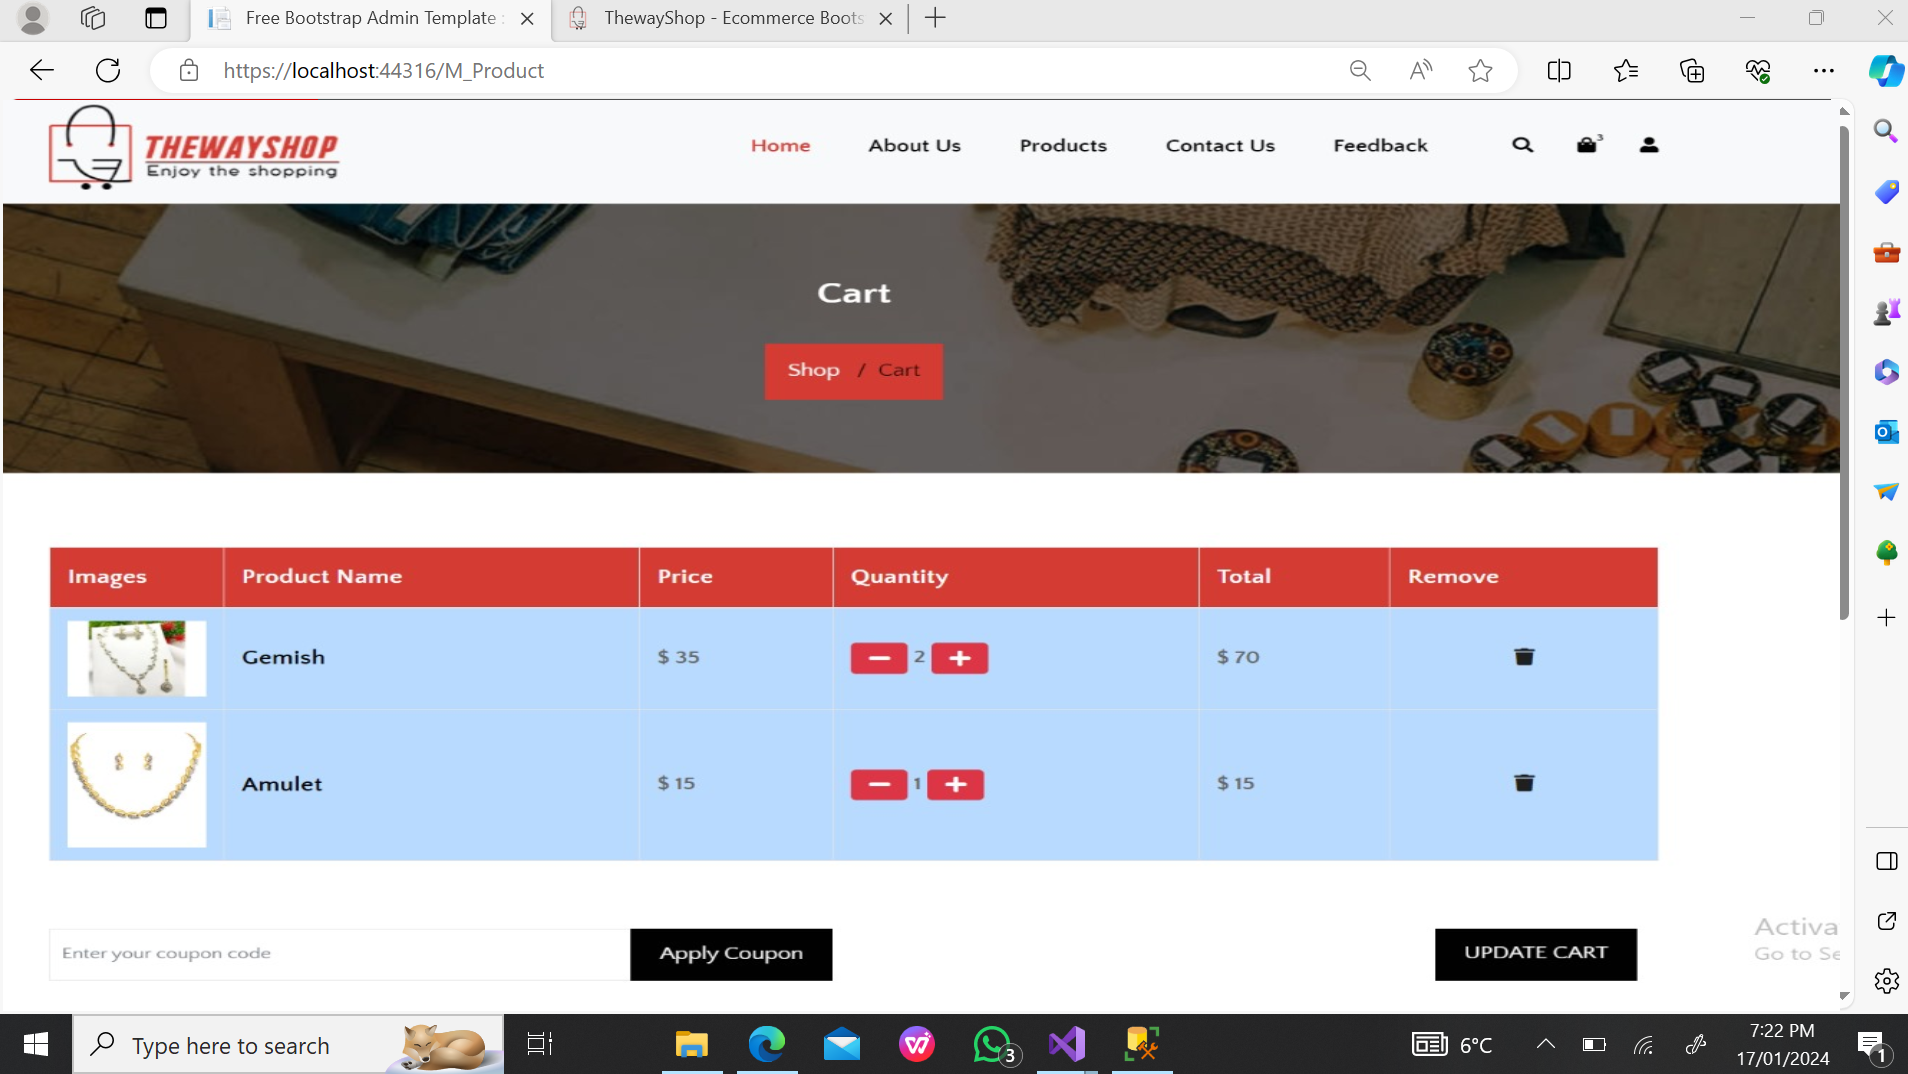 Free Bootstrap Admin Template :
ThewayShop - Ecommerce Boots
https://localhost:44316/M_Product
THEWAYSHOP
Enjoy the shopping
Home
About Us
Products
Contact Us
Feedback
3
Cart
Shop / Cart
Images
Product Name
Price
Quantity
Total
Remove
Gemish
$ 35
2
$ 70
Amulet
$ 15
1
$ 15
Enter your coupon code
Apply Coupon
UPDATE CART
Activa
Go to Se
Type here to search
3
6°C
7:22 PM
17/01/2024
1